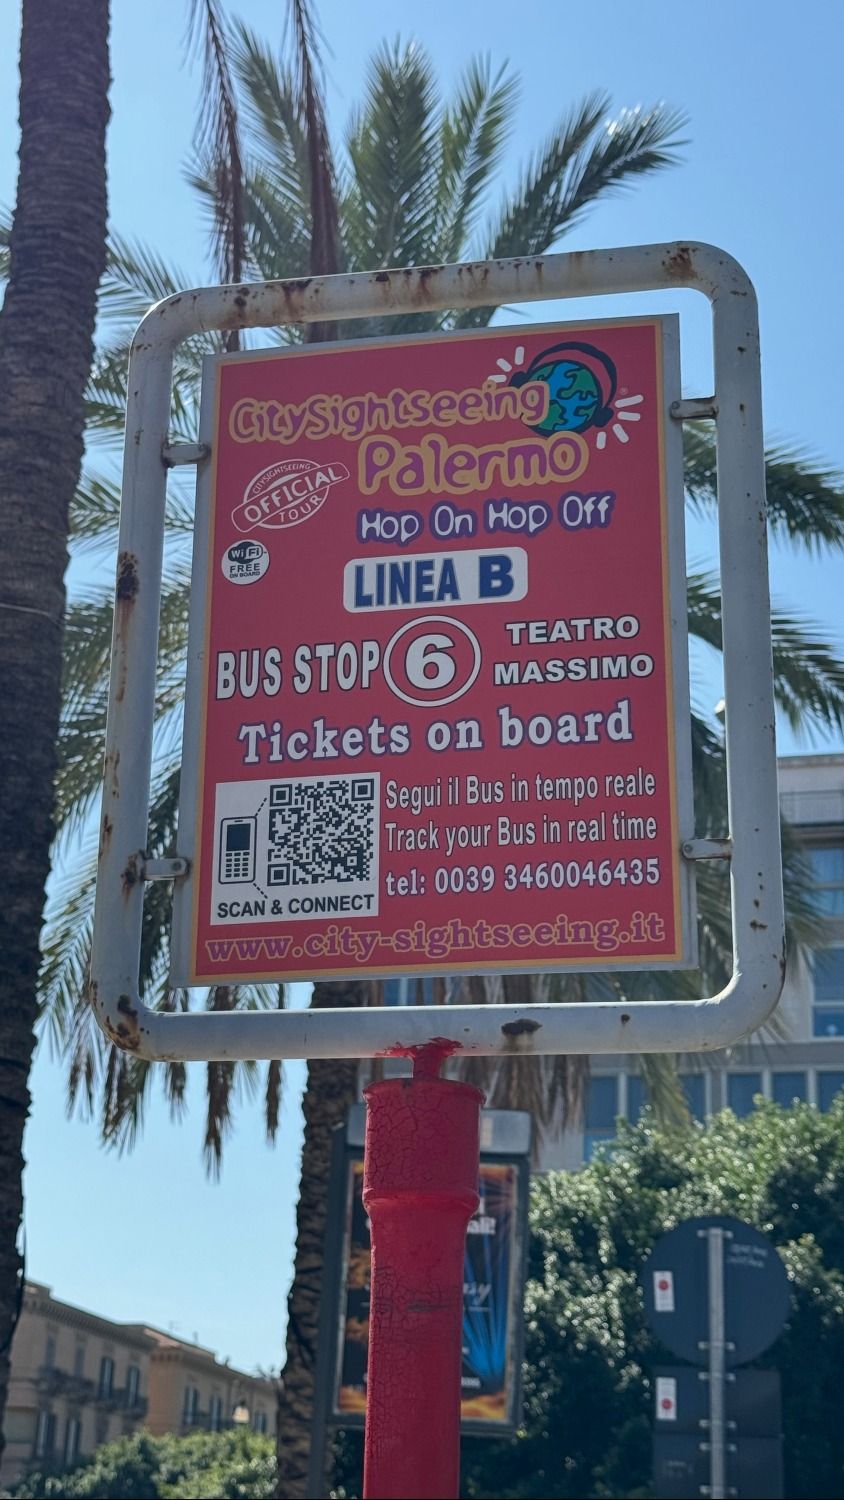 CitySightseeing
®
Palermo
CITYSIGHTSEEING
OFFICIAL
TOUR
Hop On Hop Off
Wi Fi
FREE
ON BOARD
LINEA B
BUS STOP 6
TEATRO
MASSIMO
Tickets on board
Segui il Bus in tempo reale
Track your Bus in real time
tel: 0039 3460046435
SCAN & CONNECT
www.city-sightseeing.it